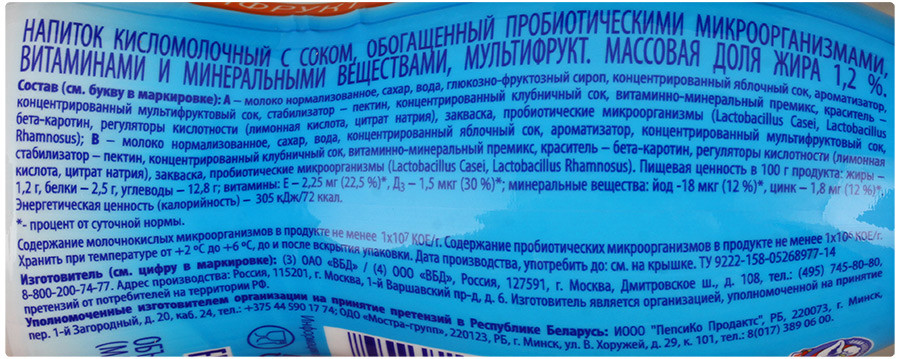 ФРУКТ
НАПИТОК КИСЛОМОЛОЧНЫЙ С СОКОМ, ОБОГАЩЕННЫЙ ПРОБИОТИЧЕСКИМИ МИКРООРГАНИЗМАМИ,
ВИТАМИНАМИ И МИНЕРАЛЬНЫМИ ВЕЩЕСТВАМИ, МУЛЬТИФРУКТ. МАССОВАЯ ДОЛЯ ЖИРА 1,2 %.
Состав (см. букву в маркировке): А – молоко нормализованное, сахар, вода, глюкозно-фруктозный сироп, концентрированный яблочный сок, ароматизатор,
концентрированный мультифруктовый сок, стабилизатор – пектин, концентрированный клубничный сок, витаминно-минеральный премикс, краситель –
бета-каротин, регуляторы кислотности (лимонная кислота, цитрат натрия), закваска, пробиотические микроорганизмы (Lactobacillus Casei, Lactobacillus
Rhamnosus); В – молоко нормализованное, сахар, вода, концентрированный яблочный сок, ароматизатор, концентрированный мультифруктовый сок,
стабилизатор – пектин, концентрированный клубничный сок, витаминно-минеральный премикс, краситель – бета-каротин, регуляторы кислотности (лимонная
кислота, цитрат натрия), закваска, пробиотические микроорганизмы (Lactobacillus Casei, Lactobacillus Rhamnosus). Пищевая ценность в 100 г продукта: жиры –
1,2 г, белки – 2,5 г, углеводы – 12,8 г; витамины: Е – 2,25 мг (22,5 %)*, Д₃ – 1,5 мкг (30 %)*; минеральные вещества: йод -18 мкг (12 %)*, цинк – 1,8 мг (12 %)*.
Энергетическая ценность (калорийность) – 305 кДж/72 ккал.
*- процент от суточной нормы.
Содержание молочнокислых микроорганизмов в продукте не менее 1х10⁷ КОЕ/г. Содержание пробиотических микроорганизмов в продукте не менее 1х10⁶ КОЕ/г.
Хранить при температуре от +2 ºС до +6 ºС, до и после вскрытия упаковки. Дата производства, употребить до: см. на крышке. ТУ 9222-158-05268977-14
Изготовитель (см. цифру в маркировке): (3) ОАО «ВБД» / (4) ООО «ВБД», Россия, 127591, г. Москва, Дмитровское ш., д. 108, тел.: (495) 745-80-80,
8-800-200-74-77. Адрес производства: Россия, 115201, г. Москва, 1-й Варшавский пр-д, д. 6. Изготовитель является организацией, уполномоченной на принятие
претензий от потребителей на территории РФ.
Уполномоченные изготовителем организации на принятие претензий в Республике Беларусь: ИООО "ПепсиКо Продактс", РБ, 220073, г. Минск,
пер. 1-й Загородный, д. 20, каб. 24, тел.: +375 44 590 17 74; ОДО «Мостра-групп», 220123, РБ, г. Минск, ул. В. Хоружей, д. 29, к. 101, тел.: 8(017) 389 06 00.